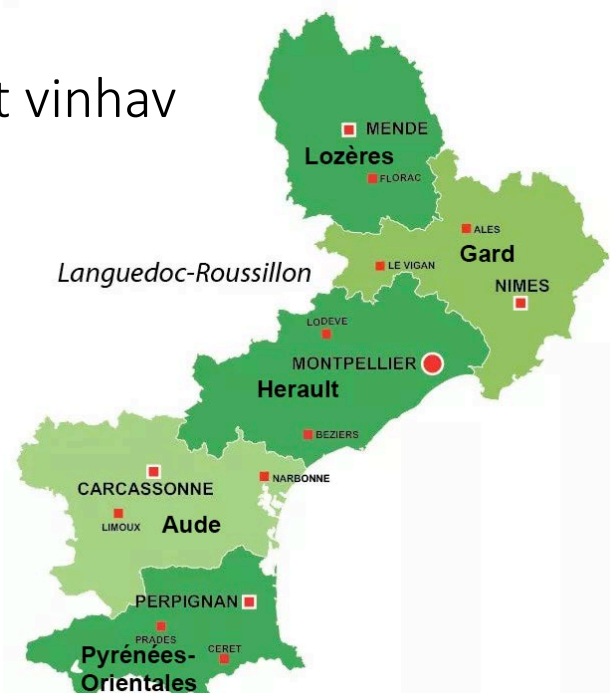 t vinhav
MENDE
Lozères
FLORAC
ALES
Gard
LE VIGAN
Languedoc-Roussillon
NIMES
LODEVE
MONTPELLIER
Herault
BEZIERS
CARCASSONNE
NARBONNE
LIMOUX
Aude
PERPIGNAN
PRADES
CERET
Pyrénées-
Orientales